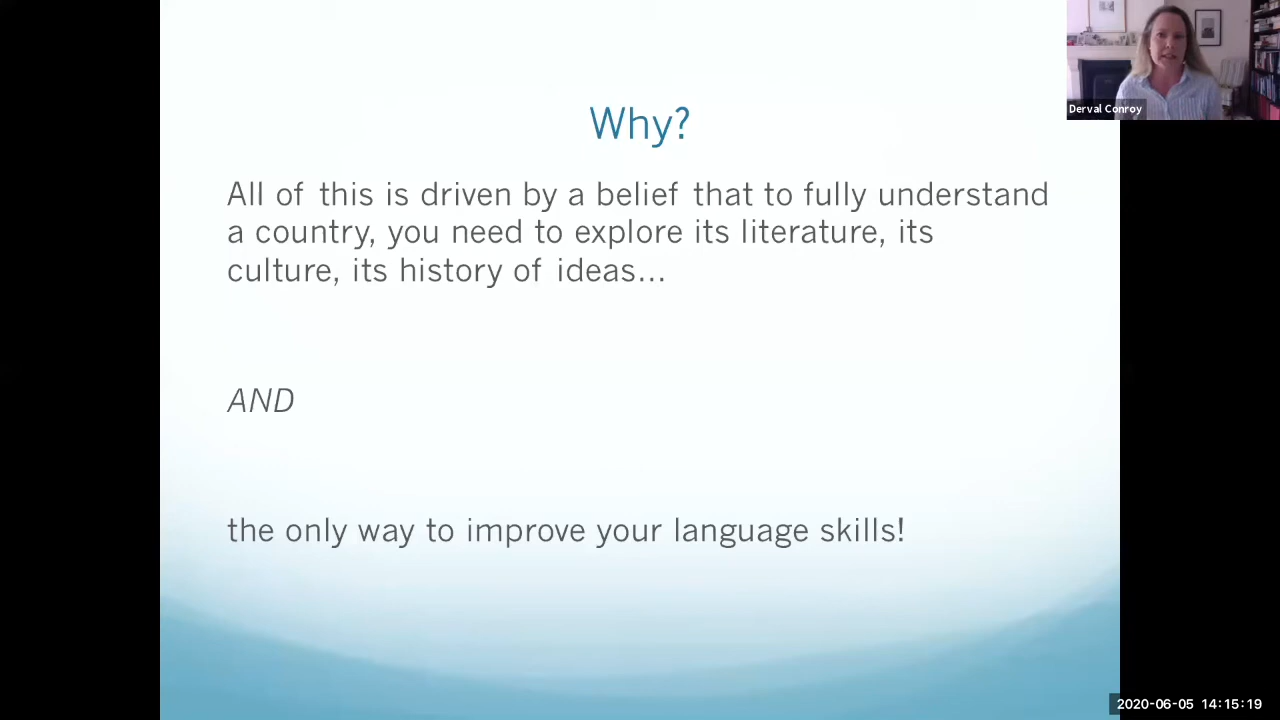 Derval Conroy
Why?
All of this is driven by a belief that to fully understand
a country, you need to explore its literature, its
culture, its history of ideas...
AND
the only way to improve your language skills!
2020-06-05 14:15:19